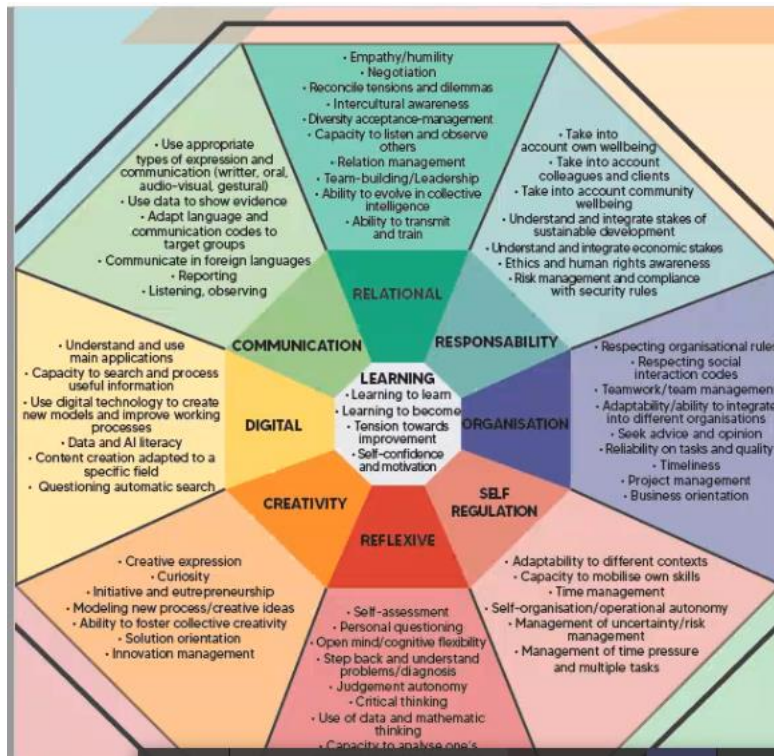 • Empathy/humility
• Negotiation
• Reconcile tensions and dilemmas
• Intercultural awareness
• Diversity acceptance-management
• Capacity to listen and observe
others
• Relation management
• Team-building/Leadership
• Ability to evolve in collective
intelligence
• Ability to transmit
and train
RELATIONAL
• Take into
account own wellbeing
• Take into account
colleagues and clients
• Take into account community
wellbeing
• Understand and integrate stakes of
sustainable development
• Understand and integrate economic stakes
• Ethics and human rights awareness
• Risk management and compliance
with security rules
RESPONSABILITY
• Respecting organisational rules
• Respecting social
interaction codes
• Teamwork/team management
• Adaptability/ability to integrate
into different organisations
• Seek advice and opinion
• Reliability on tasks and quality
• Timeliness
• Project management
• Business orientation
ORGANISATION
• Adaptability to different contexts
• Capacity to mobilise own skills
• Time management
• Self-organisation/operational autonomy
• Management of uncertainty/risk
management
• Management of time pressure
and multiple tasks
SELF
REGULATION
REFLEXIVE
• Self-assessment
• Personal questioning
• Open mind/cognitive flexibility
• Step back and understand
problems/diagnosis
• Judgement autonomy
• Critical thinking
• Use of data and mathematic
thinking
• Capacity to analyse one's
CREATIVITY
• Creative expression
• Curiosity
• Initiative and eutrepreneurship
• Modeling new process/creative ideas
• Ability to foster collective creativity
• Solution orientation
• Innovation management
DIGITAL
• Understand and use
main applications
• Capacity to search and process
useful information
• Use digital technology to create
new models and improve working
processes
• Data and AI literacy
• Content creation adapted to a
specific field
• Questioning automatic search
COMMUNICATION
• Use appropriate
types of expression and
communication (writter, oral,
audio-visual, gestural)
• Use data to show evidence
• Adapt language and
communication codes to
target groups
• Communicate in foreign languages
• Reporting
• Listening, observing
LEARNING
• Learning to learn
• Learning to become
• Tension towards
improvement
• Self-confidence
and motivation